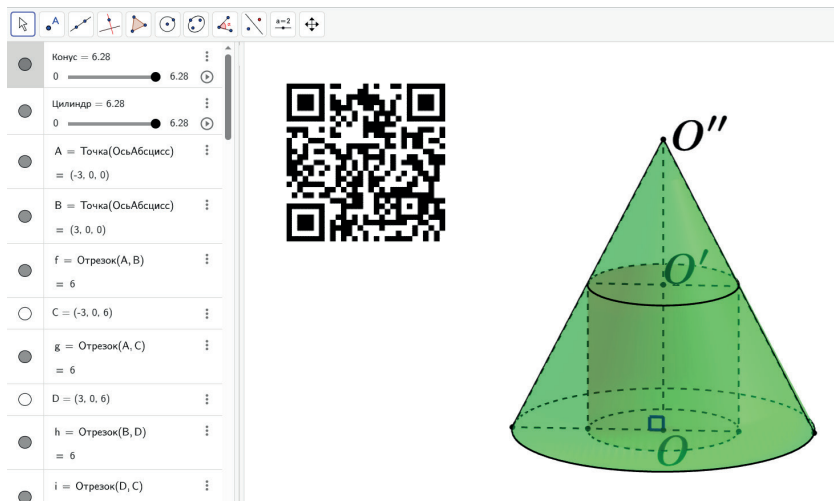 A
a=2
Конус = 6.28
0 6.28
Цилиндр = 6.28
0 6.28
A = Точка(ОсьАбсцисс)
= (-3, 0, 0)
B = Точка(ОсьАбсцисс)
= (3, 0, 0)
f = Отрезок(A, B)
= 6
C = (-3, 0, 6)
g = Отрезок(A, C)
= 6
D = (3, 0, 6)
h = Отрезок(B, D)
= 6
i = Отрезок(D, C)
O''
O'
O